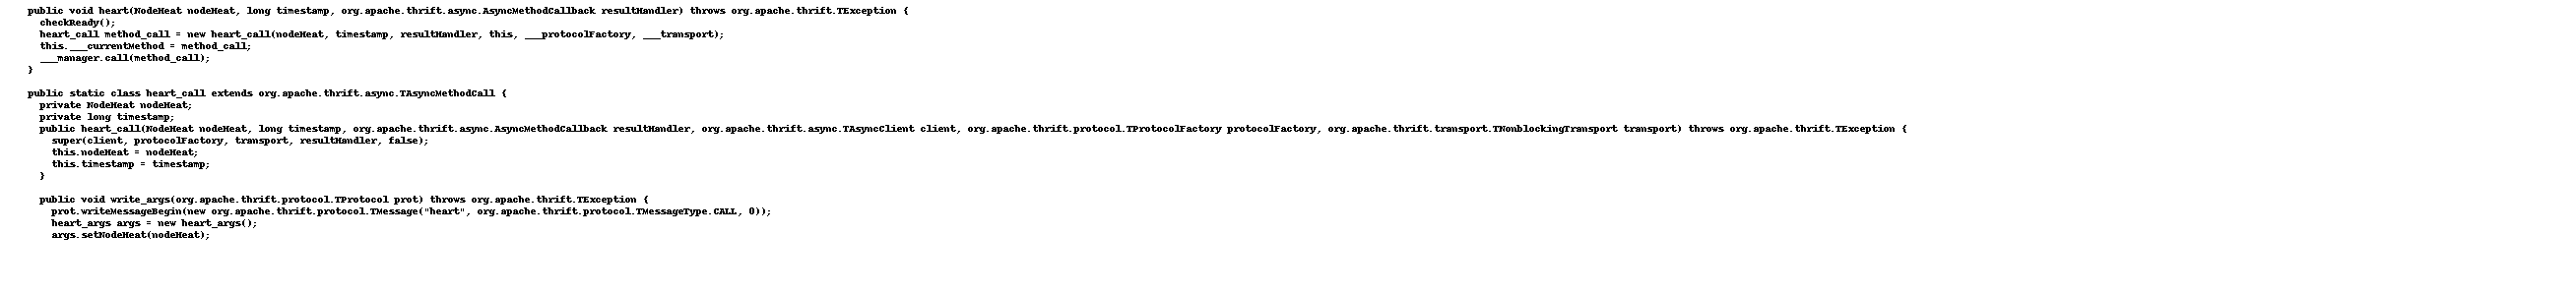 public void heart(NodeHeat nodeHeat, long timestamp, org.apache.thrift.async.AsyncMethodCallback resultHandler) throws org.apache.thrift.TException {
checkReady();
heart_call method_call = new heart_call(nodeHeat, timestamp, resultHandler, this, ___protocolFactory, ___transport);
this.___currentMethod = method_call;
___manager.call(method_call);
}
public static class heart_call extends org.apache.thrift.async.TAsyncMethodCall {
private NodeHeat nodeHeat;
private long timestamp;
public heart_call(NodeHeat nodeHeat, long timestamp, org.apache.thrift.async.AsyncMethodCallback resultHandler, org.apache.thrift.async.TAsyncClient client, org.apache.thrift.protocol.TProtocolFactory protocolFactory, org.apache.thrift.transport.TNonblockingTransport transport) throws org.apache.thrift.TException {
super(client, protocolFactory, transport, resultHandler, false);
this.nodeHeat = nodeHeat;
this.timestamp = timestamp;
}
public void write_args(org.apache.thrift.protocol.TProtocol prot) throws org.apache.thrift.TException {
prot.writeMessageBegin(new org.apache.thrift.protocol.TMessage("heart", org.apache.thrift.protocol.TMessageType.CALL, 0));
heart_args args = new heart_args();
args.setNodeHeat(nodeHeat);